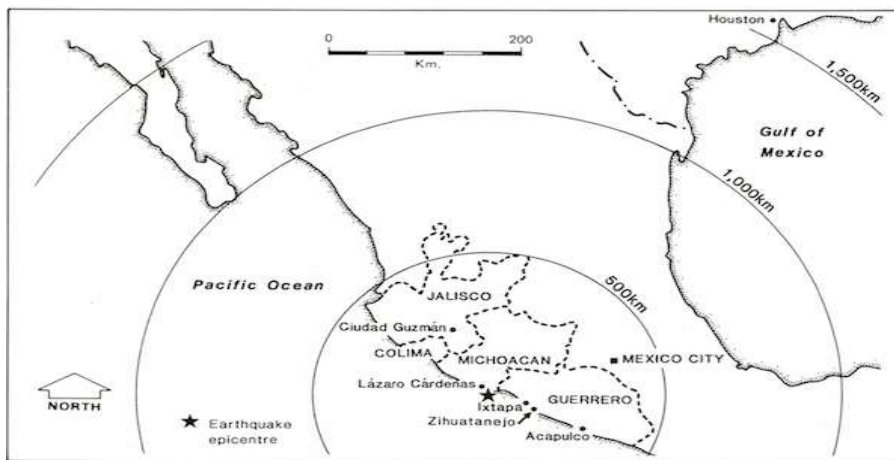 Houston
0 200
Km.
1,500km
Gulf of
Mexico
1,000km
Pacific Ocean
500km
JALISCO
Ciudad Guzmán
COLIMA
MICHOACAN
MEXICO CITY
Lázaro Cárdenas
GUERRERO
Ixtapa
Zihuatanejo
Acapulco
NORTH
Earthquake
epicentre